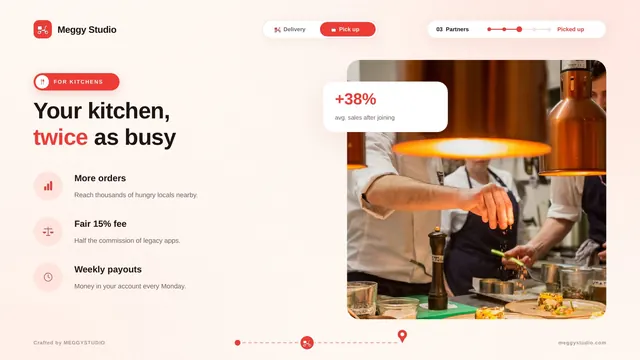 Meggy Studio
Delivery
Pick up
03 Partners
Picked up
FOR KITCHENS
Your kitchen,
twice as busy
+38%
avg. sales after joining
More orders
Reach thousands of hungry locals nearby.
Fair 15% fee
Half the commission of legacy apps.
Weekly payouts
Money in your account every Monday.
Crafted by MEGGYSTUDIO
meggystudio.com